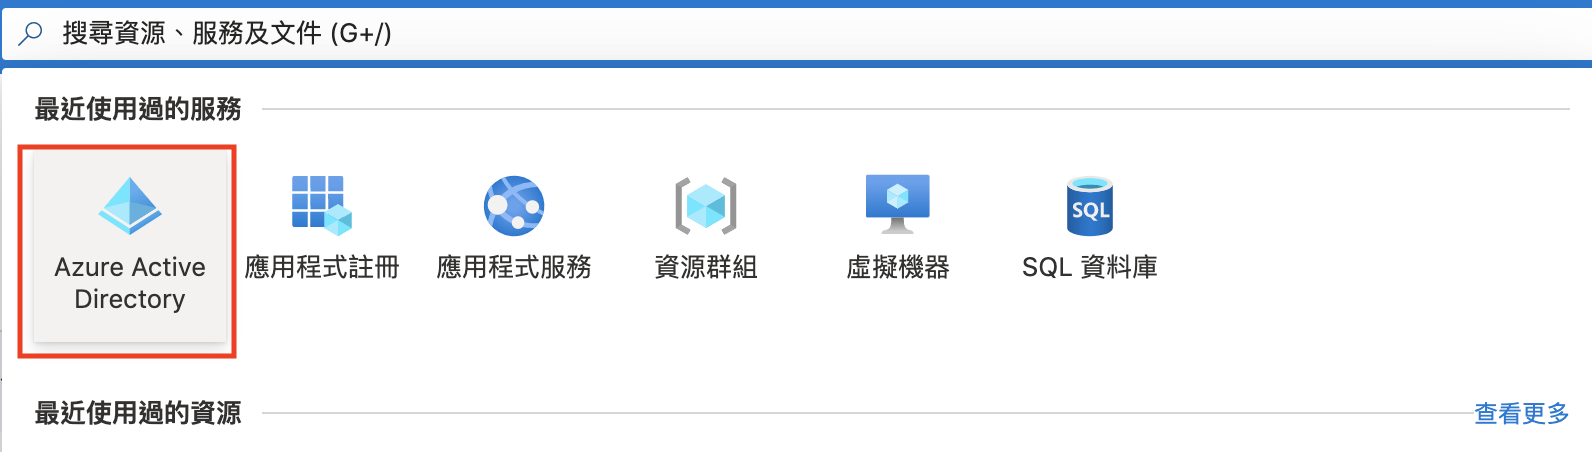 搜尋資源、服務及文件 (G+/)
最近使用過的服務
Azure Active
Directory
應用程式註冊
應用程式服務
資源群組
虛擬機器
SQL
SQL 資料庫
最近使用過的資源
查看更多